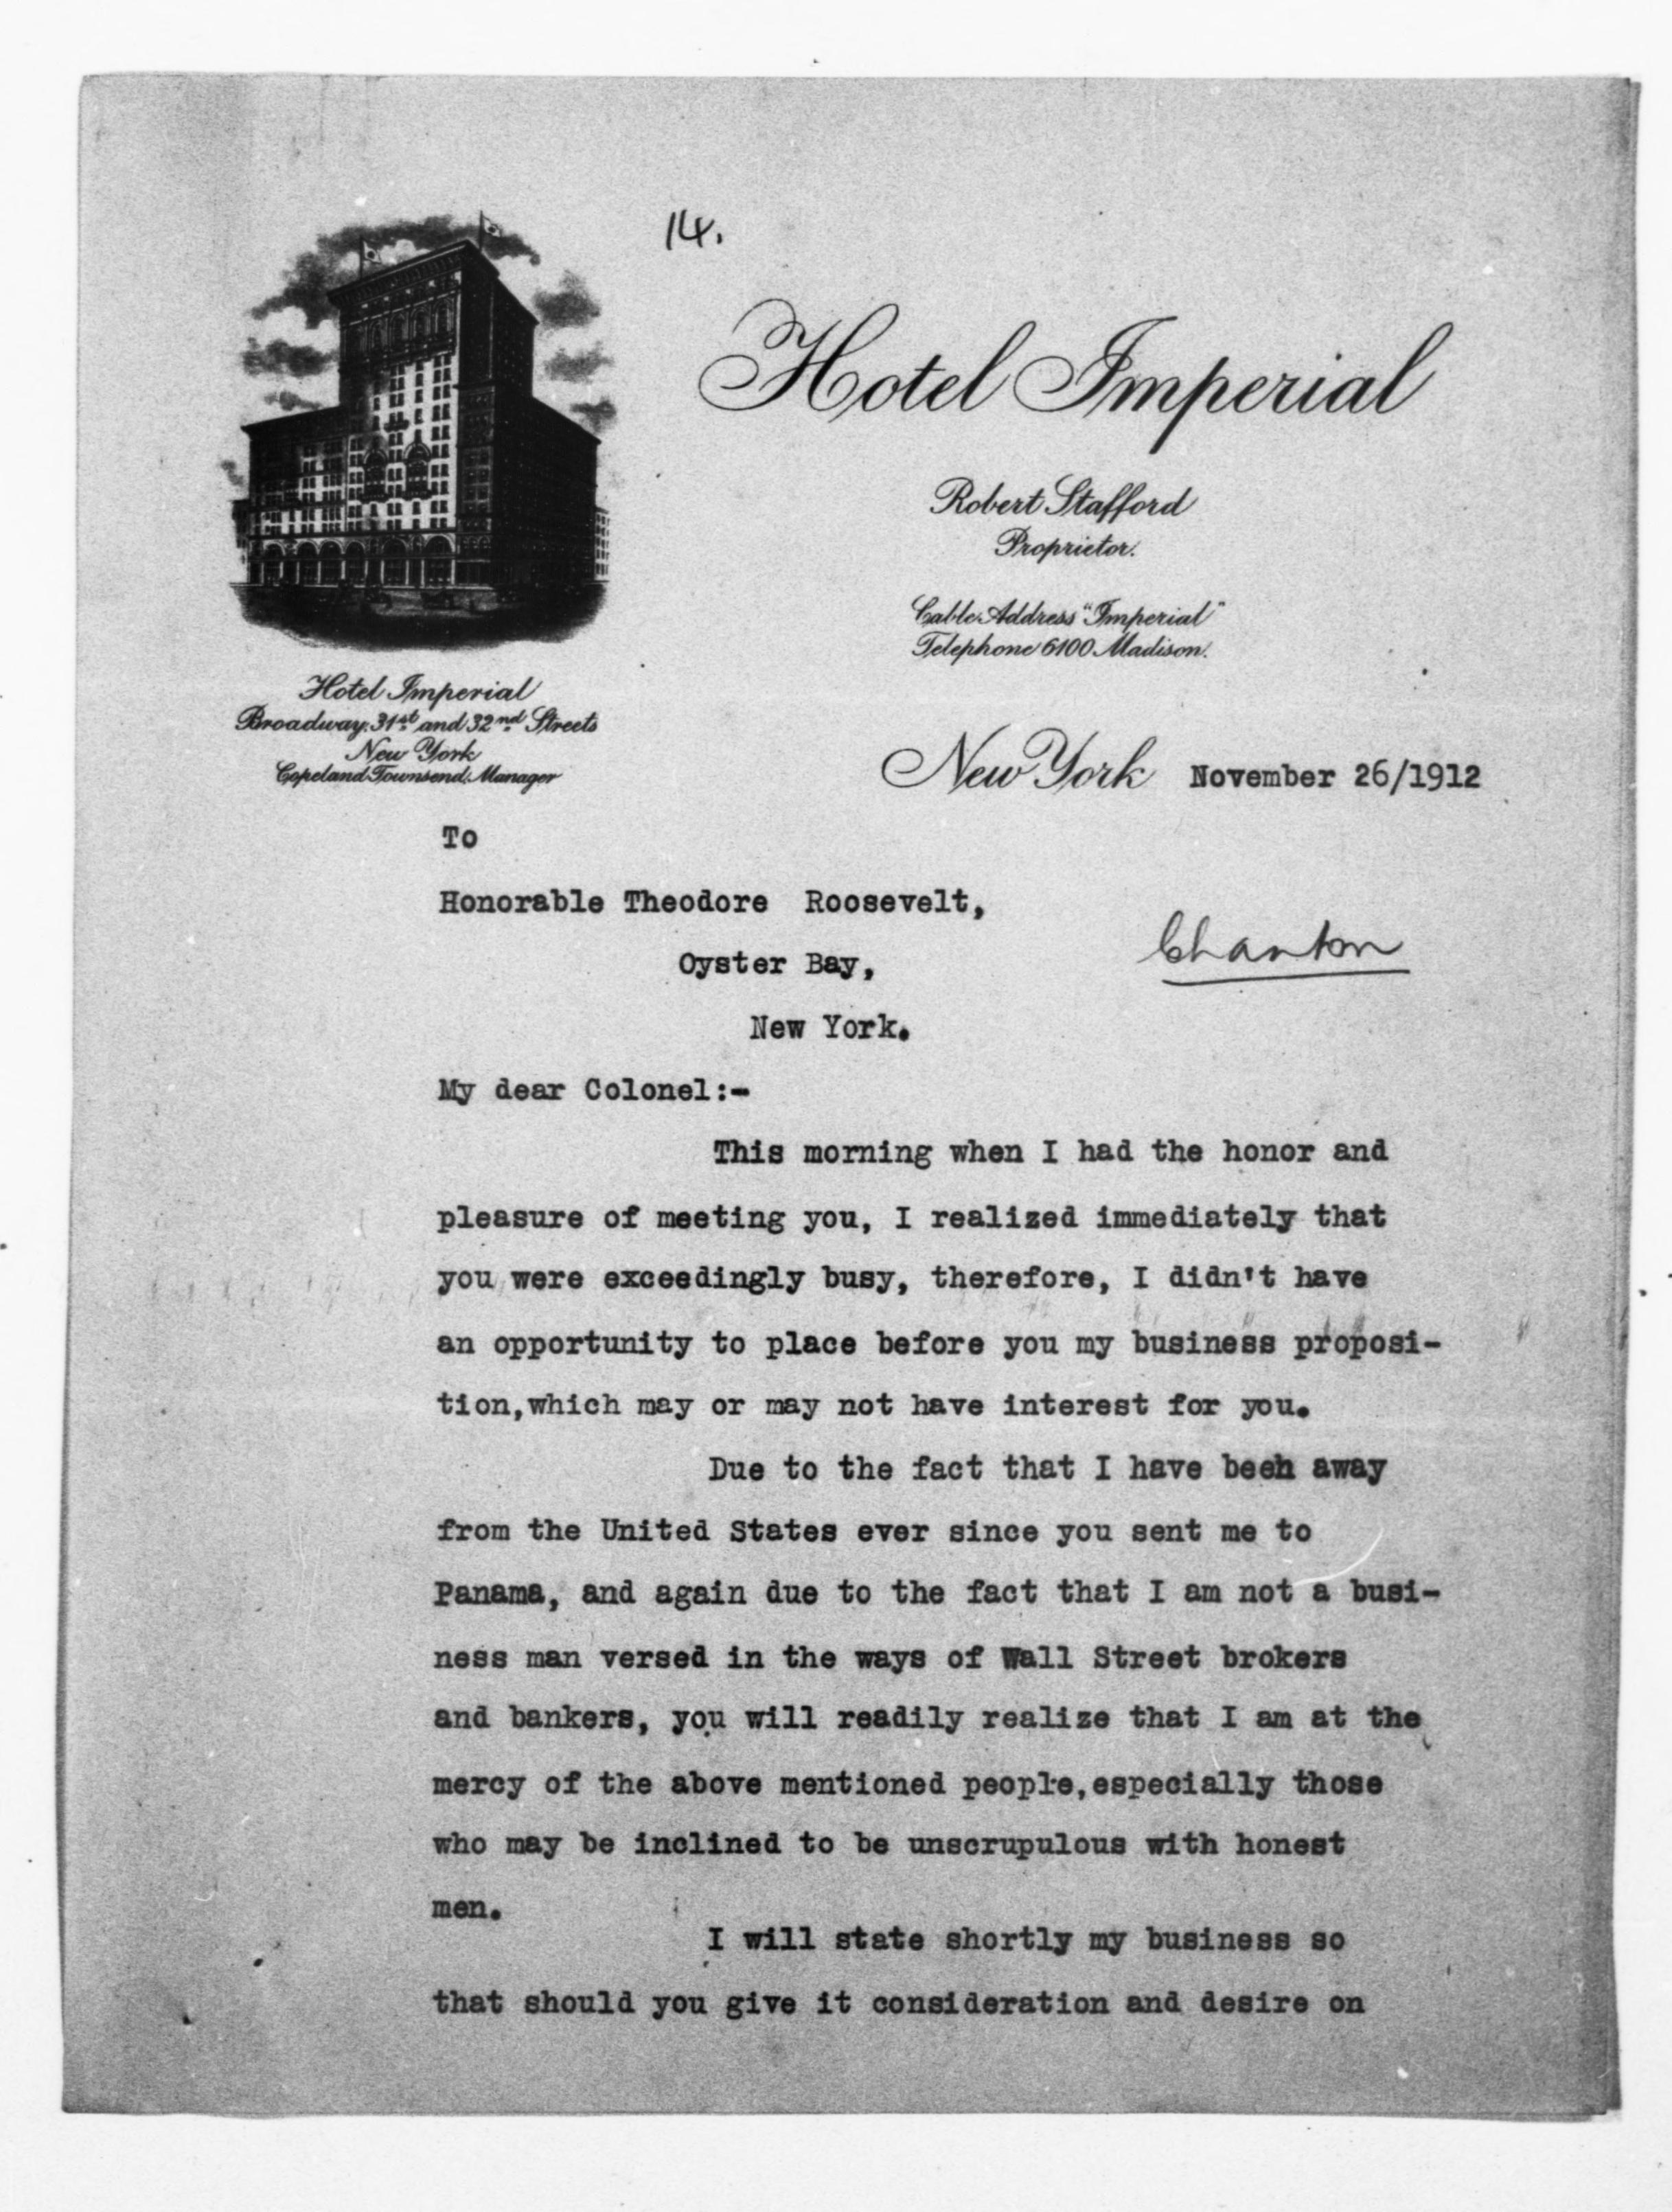 14.
Hotel Imperial
Robert Stafford
Proprietor.
Cable Address "Imperial"
Telephone 6100 Madison.
Hotel Imperial
Broadway, 31st and 32nd Streets
New York
Copeland Townsend, Manager
New York November 26/1912
To
Honorable Theodore Roosevelt,
Chanton
Oyster Bay,
New York.
My dear Colonel:-
This morning when I had the honor and
pleasure of meeting you, I realized immediately that
you were exceedingly busy, therefore, I didn't have
an opportunity to place before you my business proposi-
tion,which may or may not have interest for you.
Due to the fact that I have been away
from the United States ever since you sent me to
Panama, and again due to the fact that I am not a busi-
ness man versed in the ways of Wall Street brokers
and bankers, you will readily realize that I am at the
mercy of the above mentioned people,especially those
who may be inclined to be unscrupulous with honest
men.
I will state shortly my business so
that should you give it consideration and desire on